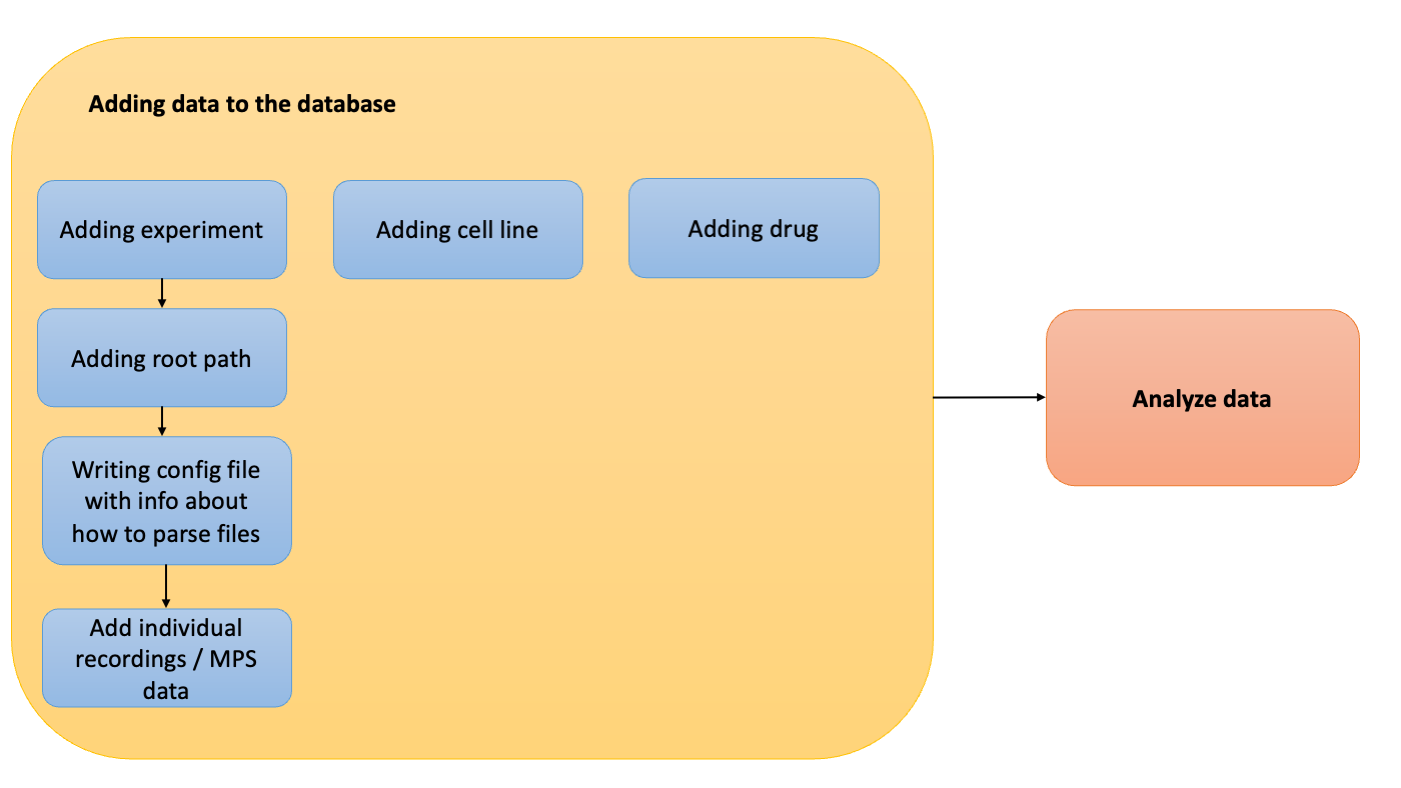 Adding data to the database
Adding experiment
Adding cell line
Adding drug
Adding root path
Writing config file
with info about
how to parse files
Add individual
recordings / MPS
data
Analyze data